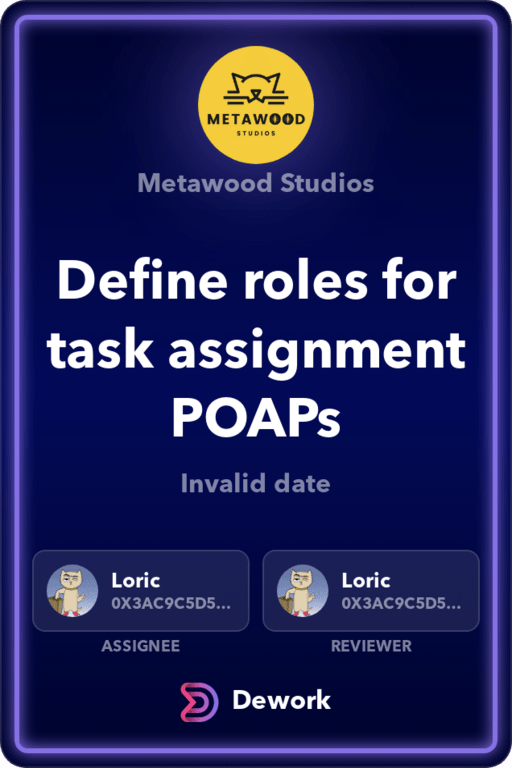 METAWOOD
STUDIOS
Metawood Studios
Define roles for
task assignment
POAPs
Invalid date
Loric
0X3AC9C5D5...
ASSIGNEE
Loric
0X3AC9C5D5...
REVIEWER
Dework